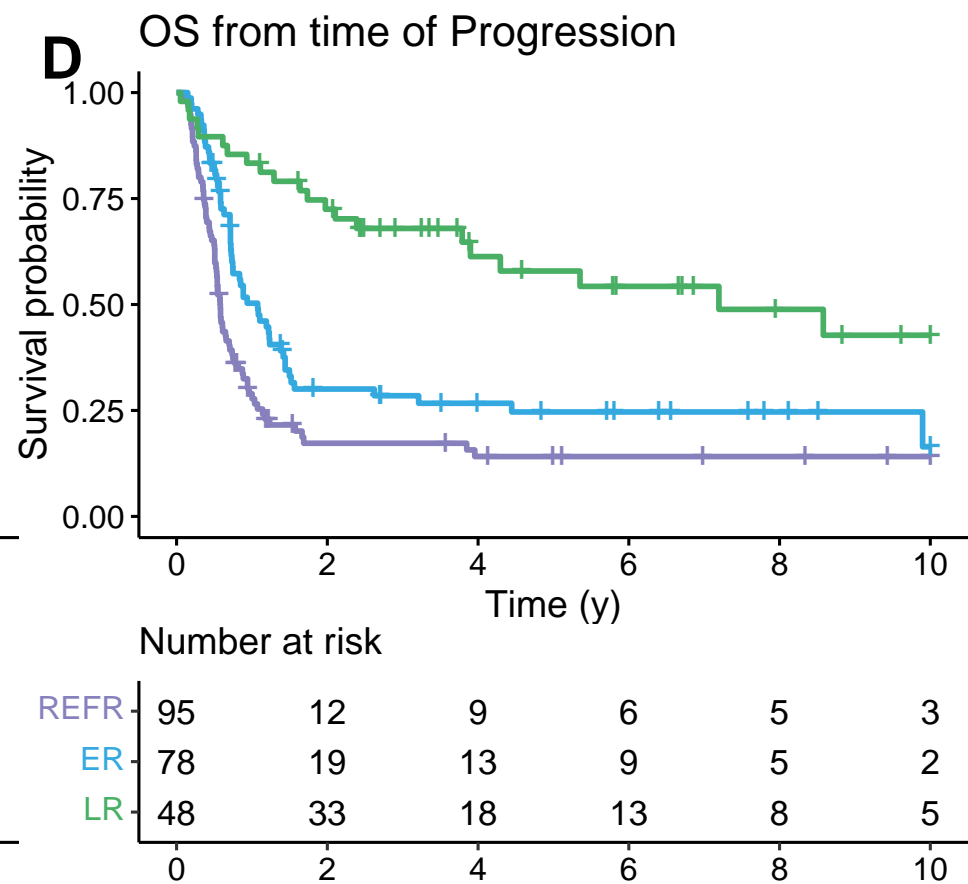 D
OS from time of Progression
Survival probability
1.00
0.75
0.50
0.25
0.00
0 2 4 6 8 10
Time (y)
Number at risk
REFR 95 12 9 6 5 3
ER 78 19 13 9 5 2
LR 48 33 18 13 8 5
0 2 4 6 8 10